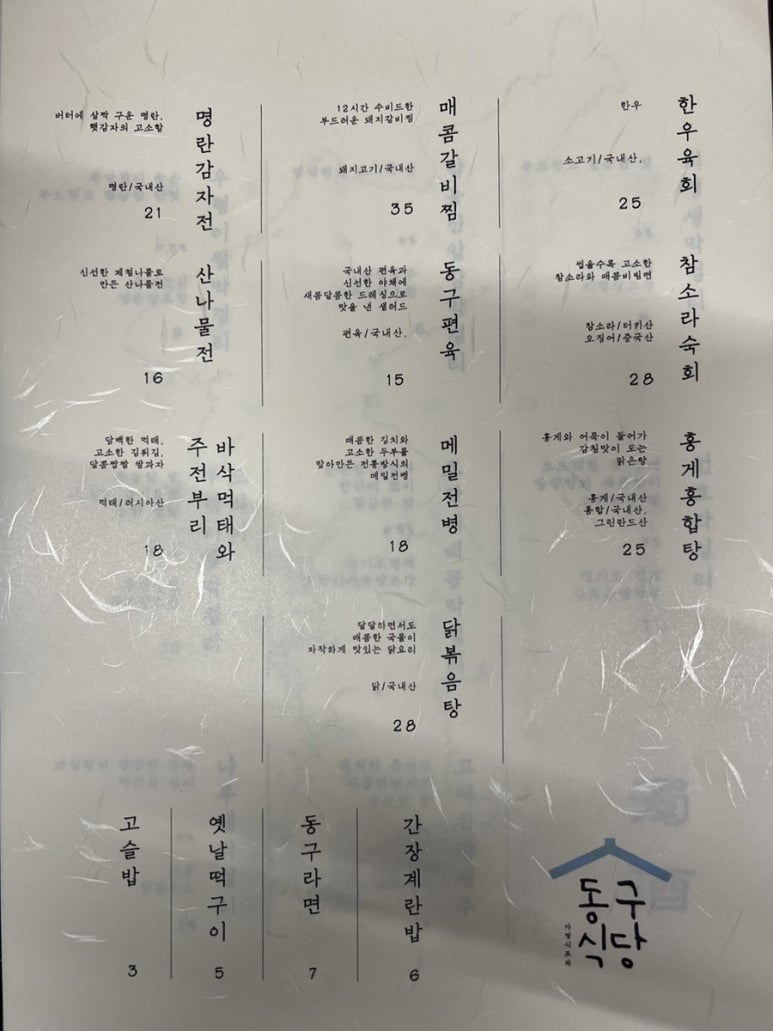 한우육회
한우
소고기/국내산,
25
참소라숙회
씹을수록 고소한
참소라와 매콤비빔면
참소라/터키산
오징어/중국산
28
홍게홍합탕
홍게와 어묵이 들어가
감칠맛이 도는
맑은탕
홍게/국내산
홍합/국내산,
그린란드산
25
매콤갈비찜
12시간 수비드한
부드러운 돼지갈비찜
돼지고기/국내산
35
동구편육
국내산 편육과
신선한 야채에
새콤달콤한 드레싱으로
맛을 낸 샐러드
편육/국내산,
15
메밀전병
매콤한 김치와
고소한 두부를
말아만든 전통방식의
메밀전병
18
닭볶음탕
달달하면서도
매콤한 국물이
자작하게 맛있는 닭요리
닭/국내산
28
명란감자전
버터에 살짝 구운 명란,
햇감자의 고소함
명란/국내산
21
산나물전
신선한 제철나물로
만든 산나물전
16
바삭먹태와
주전부리
담백한 먹태,
고소한 김튀김,
달콤짭짤 쌀과자
먹태/러시아산
18
간장계란밥
6
동구라면
7
옛날떡구이
5
고슬밥
3
동구
식당